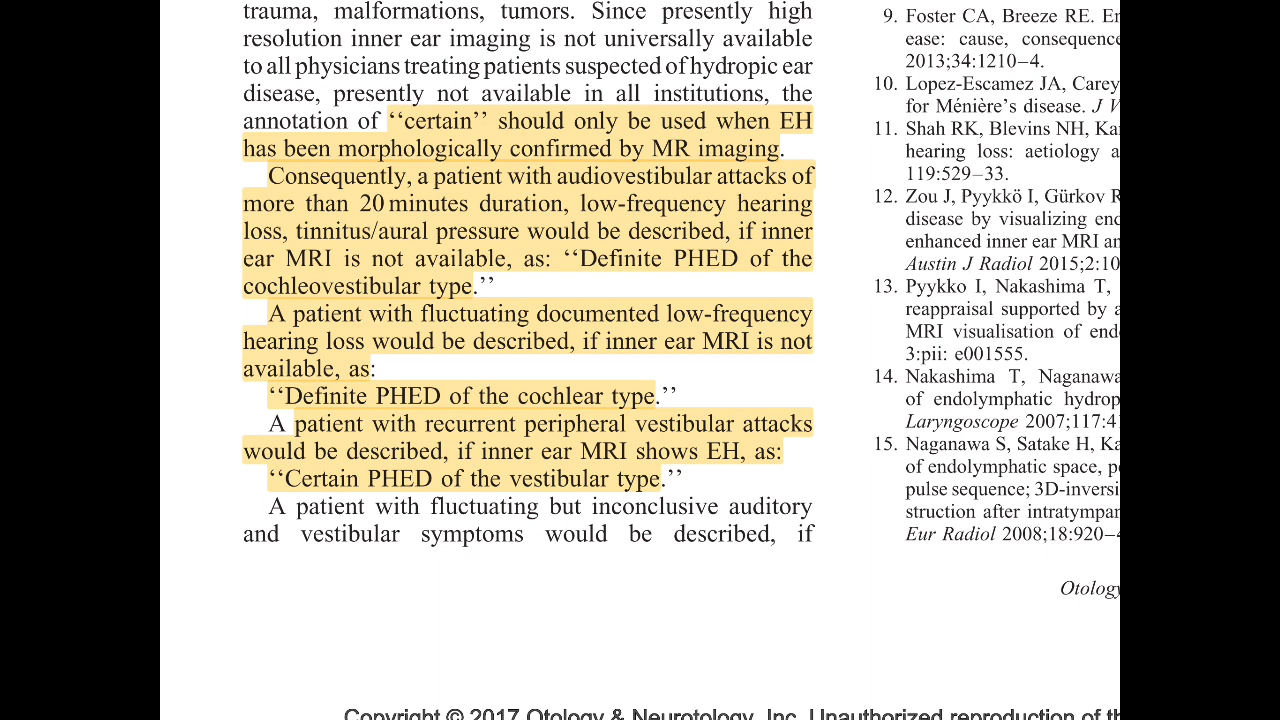 trauma, malformations, tumors. Since presently high
resolution inner ear imaging is not universally available
to all physicians treating patients suspected of hydropic ear
disease, presently not available in all institutions, the
annotation of ‘‘certain’’ should only be used when EH
has been morphologically confirmed by MR imaging.
Consequently, a patient with audiovestibular attacks of
more than 20 minutes duration, low-frequency hearing
loss, tinnitus/aural pressure would be described, if inner
ear MRI is not available, as: ‘‘Definite PHED of the
cochleovestibular type.’’
A patient with fluctuating documented low-frequency
hearing loss would be described, if inner ear MRI is not
available, as:
‘‘Definite PHED of the cochlear type.’’
A patient with recurrent peripheral vestibular attacks
would be described, if inner ear MRI shows EH, as:
‘‘Certain PHED of the vestibular type.’’
A patient with fluctuating but inconclusive auditory
and vestibular symptoms would be described, if
9. Foster CA, Breeze RE.
ease: cause, consequence
2013;34:1210–4.
10. Lopez-Escamez JA, Carey
for Ménière’s disease. J
11. Shah RK, Blevins NH,
hearing loss: aetiology
119:529–33.
12. Zou J, Pyykkö I, Gürkov
disease by visualizing
enhanced inner ear MRI
Austin J Radiol 2015;2:10
13. Pyykko I, Nakashima T,
reappraisal supported by
MRI visualisation of
3:pii: e001555.
14. Nakashima T, Naganawa
of endolymphatic
Laryngoscope 2007;117:
15. Naganawa S, Satake H,
of endolymphatic space,
pulse sequence; 3D-inversi
struction after intratympan
Eur Radiol 2008;18:920–
Otology
Copyright © 2017 Otology & Neurotology, Inc. Unauthorized reproduction of